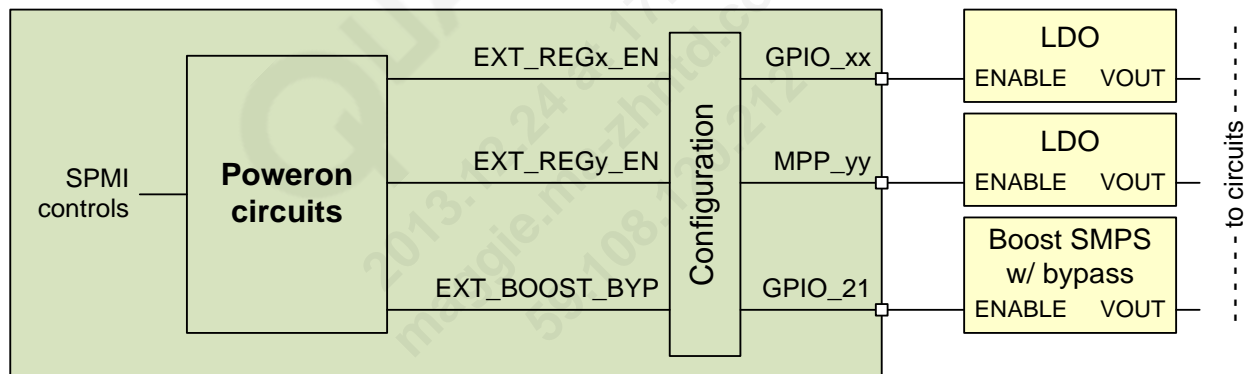 EXT_REGx_EN
GPIO_xx
LDO
ENABLE VOUT
SPMI
controls
Poweron
circuits
EXT_REGy_EN
Configuration
MPP_yy
LDO
ENABLE VOUT
EXT_BOOST_BYP
GPIO_21
Boost SMPS
w/ bypass
ENABLE VOUT
to circuits